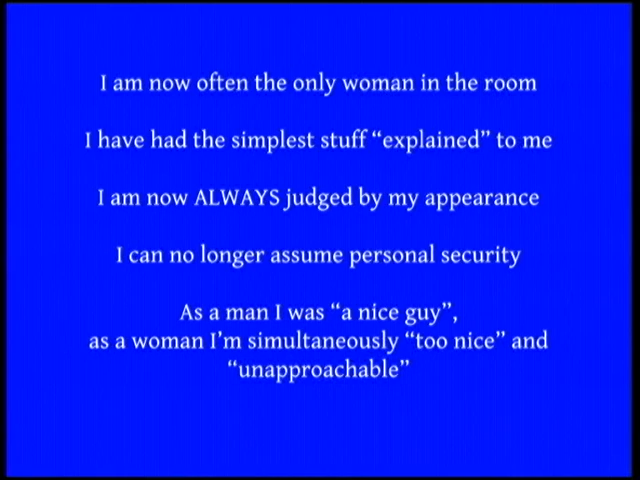 I am now often the only woman in the room
I have had the simplest stuff “explained” to me
I am now ALWAYS judged by my appearance
I can no longer assume personal security
As a man I was “a nice guy”,
as a woman I’m simultaneously “too nice” and
“unapproachable”